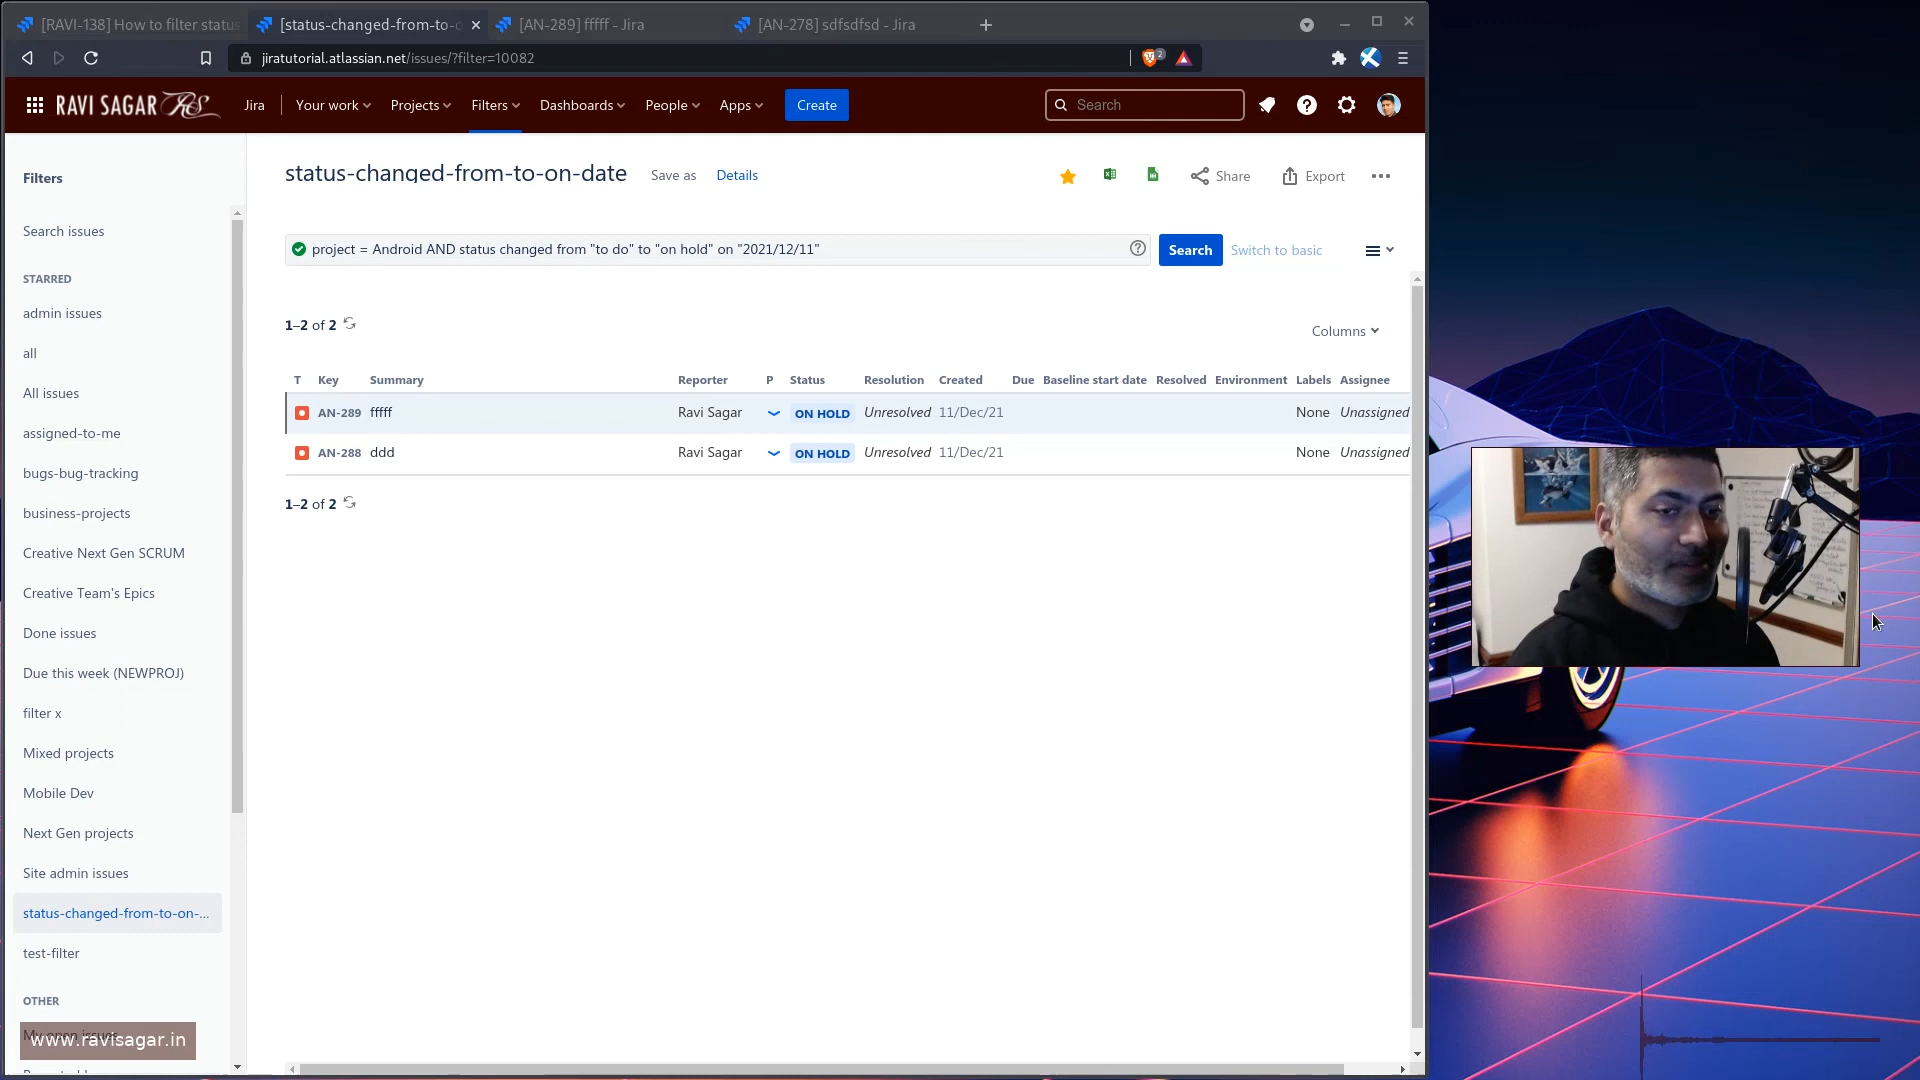 [RAVI-138] How to filter status
[status-changed-from-to-o
[AN-289] fffff - Jira
[AN-278] sdfsdfsd - Jira
jiratutorial.atlassian.net/issues/?filter=10082
2
RAVI SAGAR RS
Jira
Your work
Projects
Filters
Dashboards
People
Apps
Create
Search
Filters
Search issues
STARRED
admin issues
all
All issues
assigned-to-me
bugs-bug-tracking
business-projects
Creative Next Gen SCRUM
Creative Team's Epics
Done issues
Due this week (NEWPROJ)
filter x
Mixed projects
Mobile Dev
Next Gen projects
Site admin issues
status-changed-from-to-on-...
test-filter
OTHER
My open issues
www.ravisagar.in
status-changed-from-to-on-date
Save as
Details
Share
Export
project = Android AND status changed from "to do" to "on hold" on "2021/12/11"
Search
Switch to basic
1–2 of 2
Columns
T Key Summary Reporter P Status Resolution Created Due Baseline start date Resolved Environment Labels Assignee
AN-289 fffff Ravi Sagar ON HOLD Unresolved 11/Dec/21 None Unassigned
AN-288 ddd Ravi Sagar ON HOLD Unresolved 11/Dec/21 None Unassigned
1–2 of 2